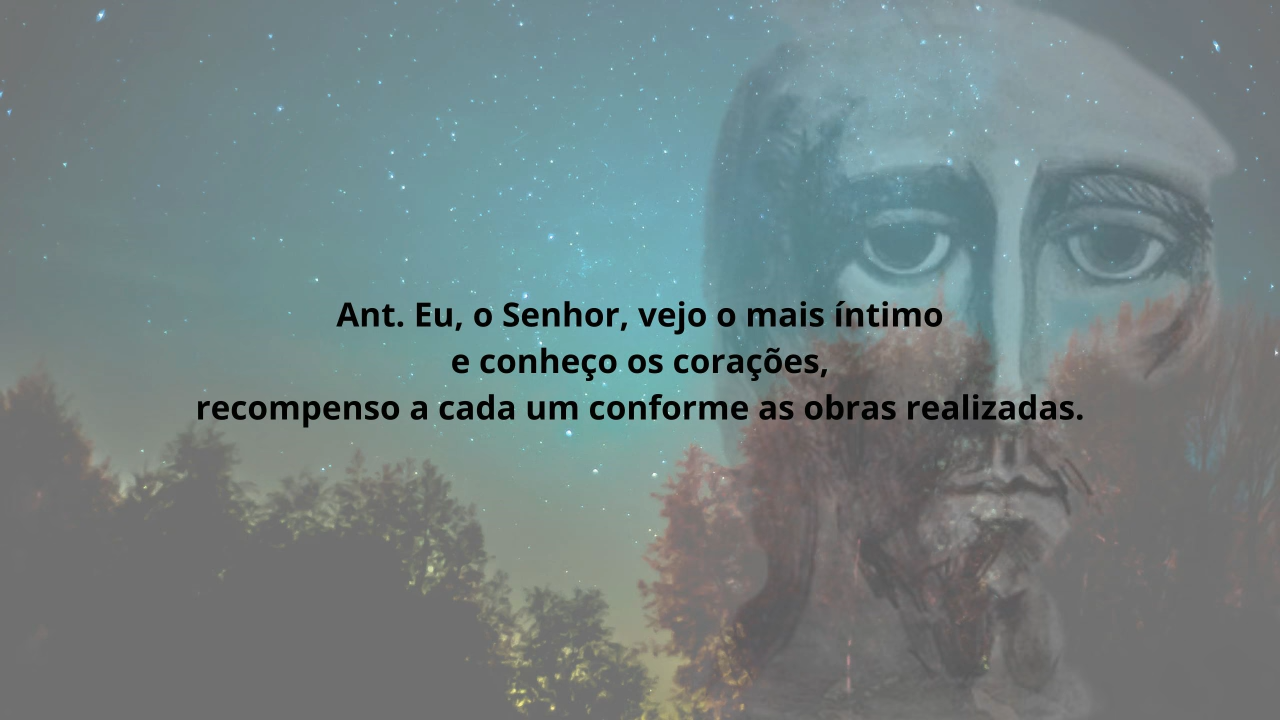 Ant. Eu, o Senhor, vejo o mais íntimo
e conheço os corações,
recompenso a cada um conforme as obras realizadas.